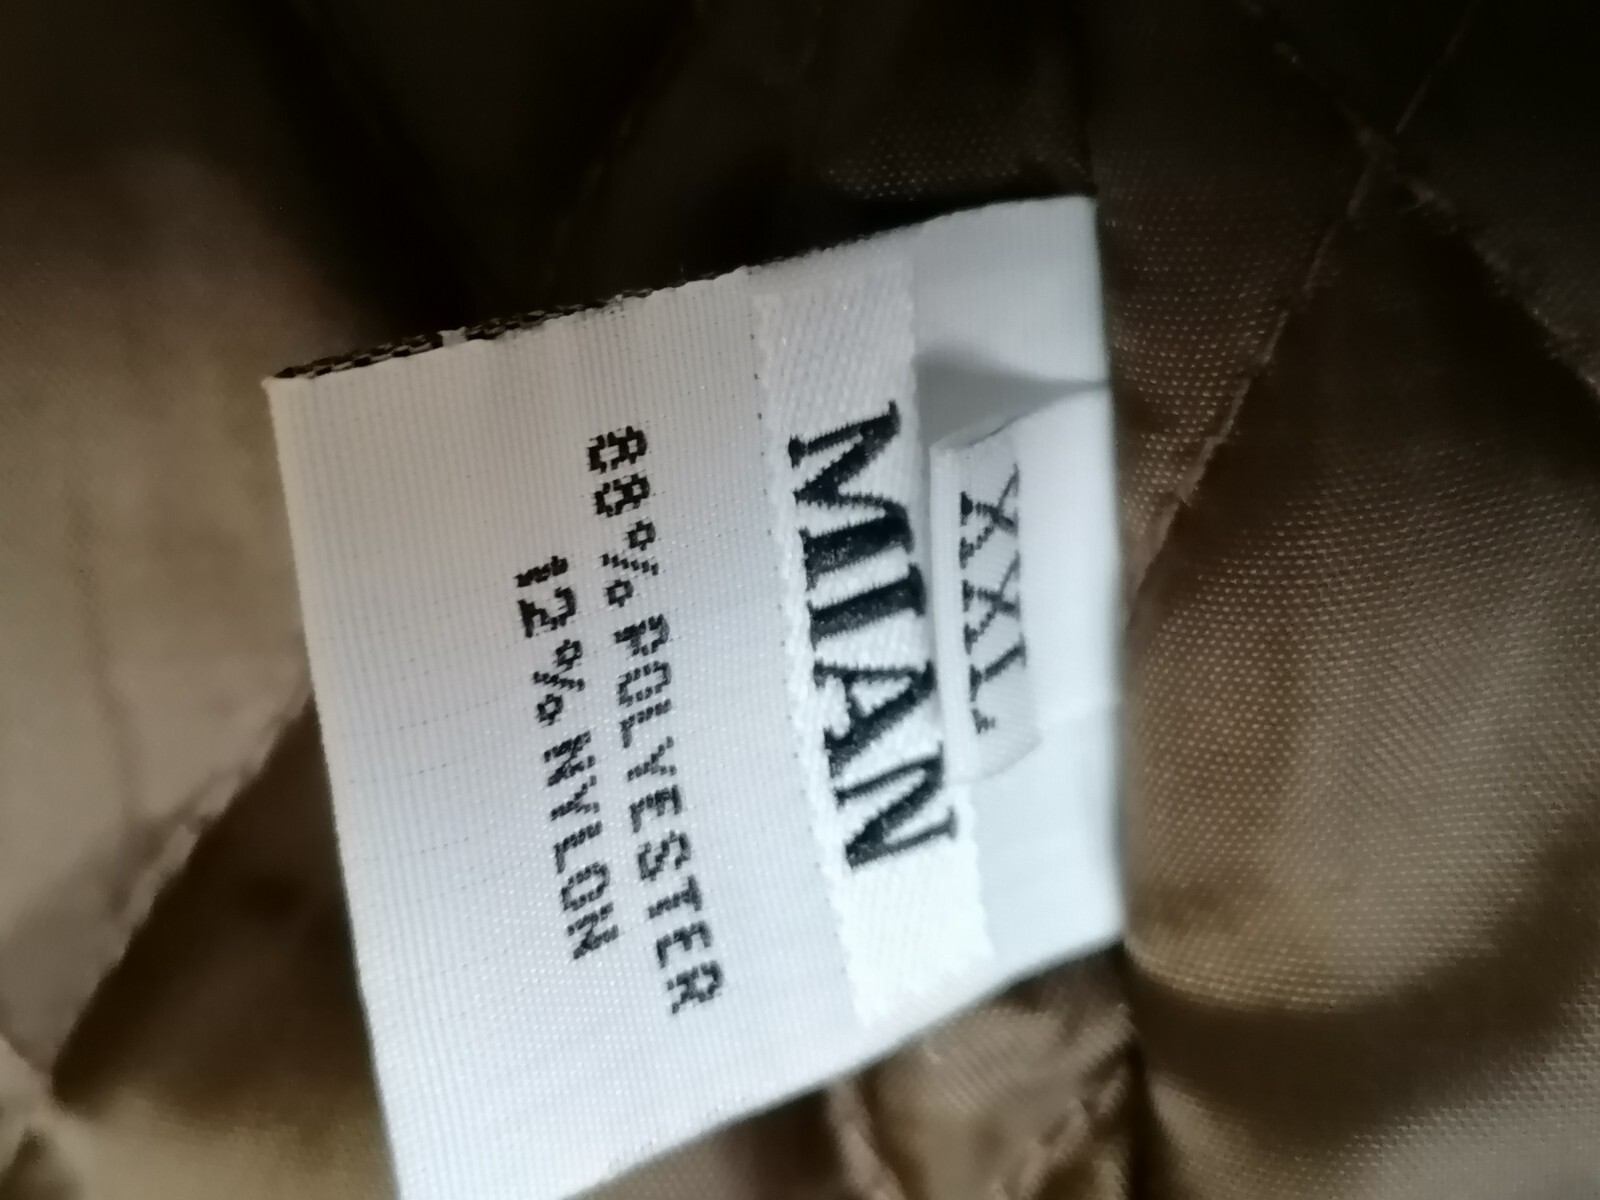 XXL
MIAN
88%POLYESTER
12%NYLON